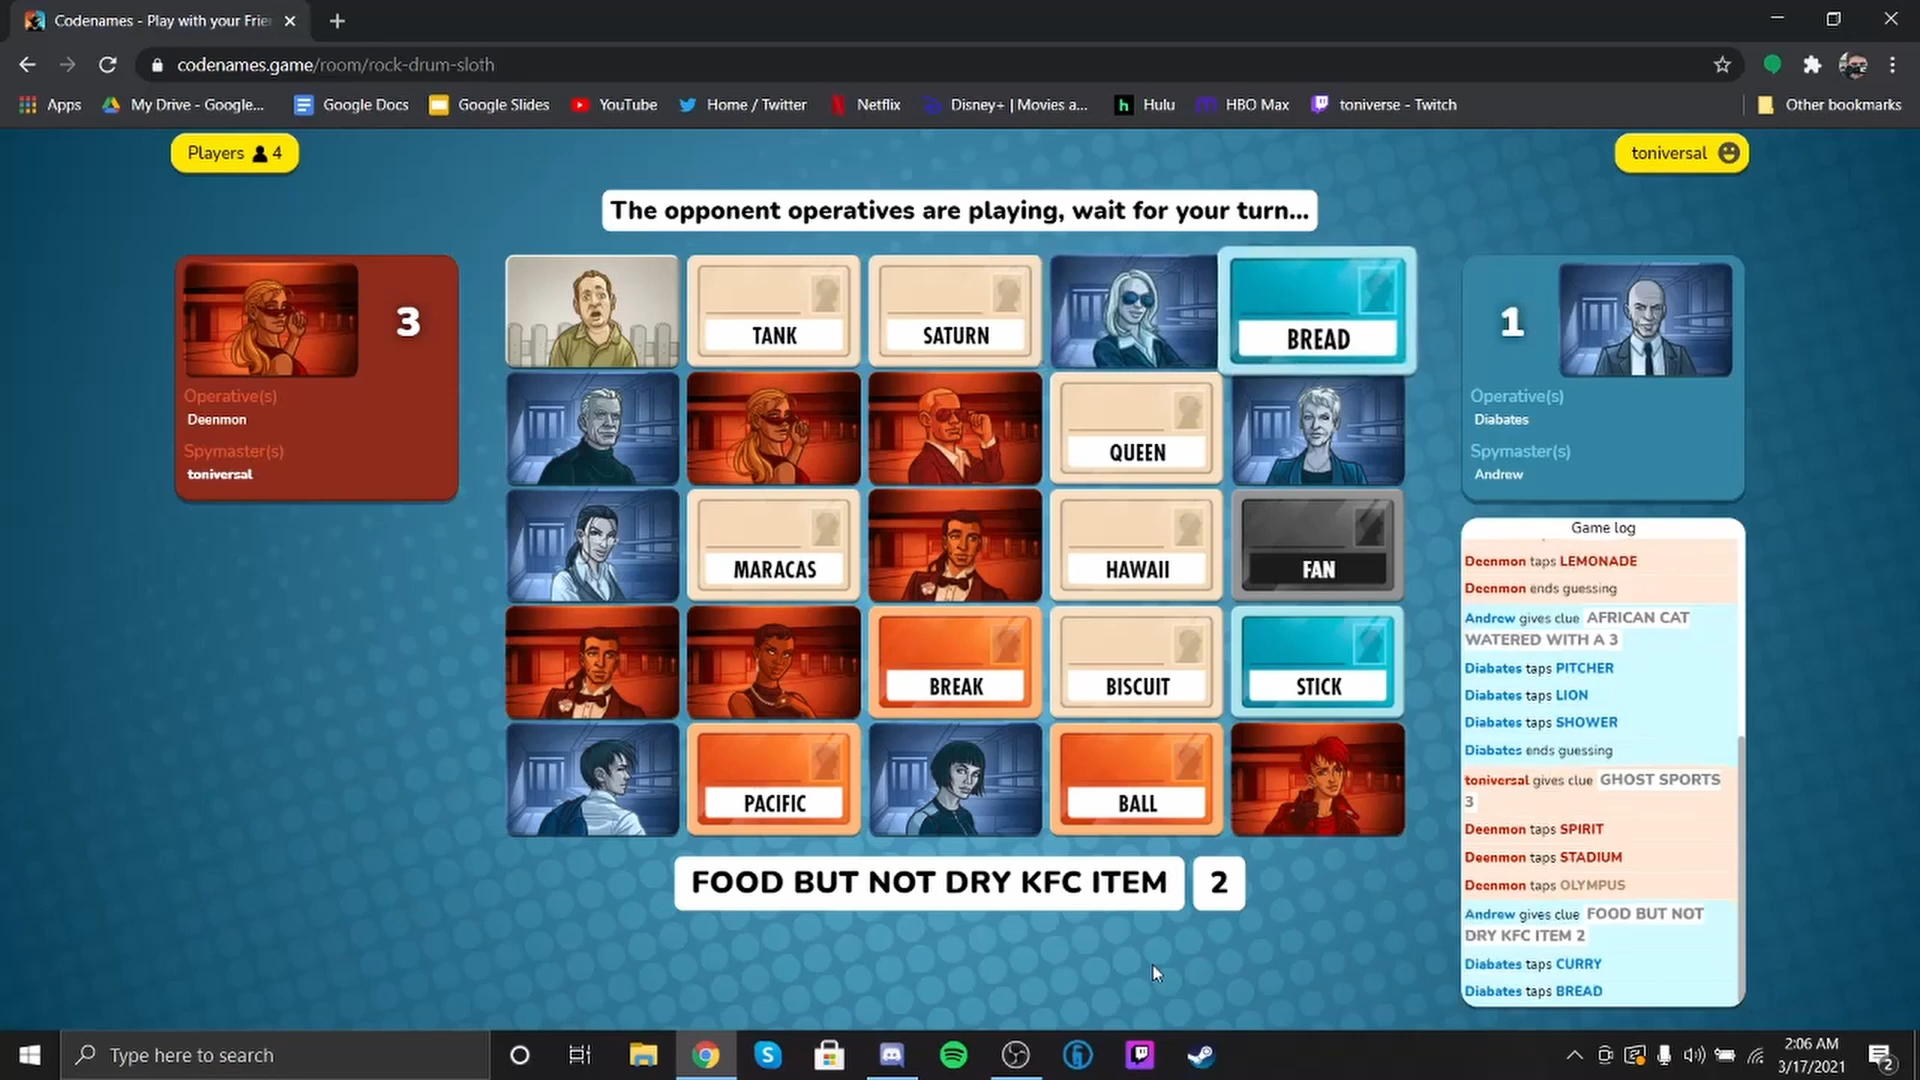 Codenames - Play with your Frie
codenames.game/room/rock-drum-sloth
Apps
My Drive - Google...
Google Docs
Google Slides
YouTube
Home / Twitter
Netflix
Disney+ | Movies a...
Hulu
HBO Max
toniverse - Twitch
Other bookmarks
Players 4
toniversal
The opponent operatives are playing, wait for your turn...
3
Operative(s)
Deenmon
Spymaster(s)
toniversal
TANK
SATURN
BREAD
QUEEN
MARACAS
HAWAII
FAN
BREAK
BISCUIT
STICK
PACIFIC
BALL
FOOD BUT NOT DRY KFC ITEM 2
1
Operative(s)
Diabates
Spymaster(s)
Andrew
Game log
Deenmon taps LEMONADE
Deenmon ends guessing
Andrew gives clue AFRICAN CAT
WATERED WITH A 3
Diabates taps PITCHER
Diabates taps LION
Diabates taps SHOWER
Diabates ends guessing
toniversal gives clue GHOST SPORTS
3
Deenmon taps SPIRIT
Deenmon taps STADIUM
Deenmon taps OLYMPUS
Andrew gives clue FOOD BUT NOT
DRY KFC ITEM 2
Diabates taps CURRY
Diabates taps BREAD
Type here to search
2:06 AM
3/17/2021
2